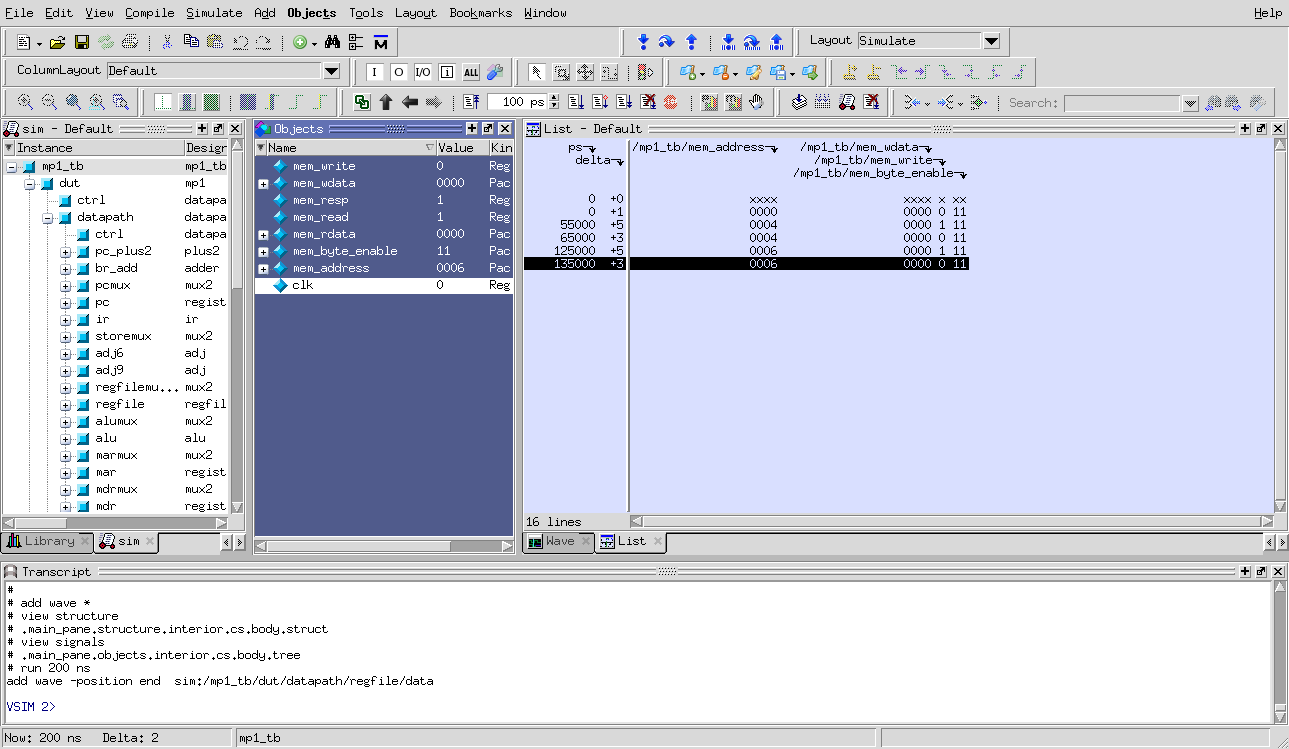 File Edit View Compile Simulate Add Objects Tools Layout Bookmarks Window Help
Layout Simulate
ColumnLayout Default
I O I/O i ALL
100 ps
Search:
sim - Default
Instance Design
mp1_tb mp1_tb
dut mp1
ctrl datapa
datapath datapa
ctrl datapa
pc_plus2 plus2
br_add adder
pcmux mux2
pc regist
ir ir
storemux mux2
adj6 adj
adj9 adj
regfilemu... mux2
regfile regfil
alumux mux2
alu alu
marmux mux2
mar regist
mdrmux mux2
mdr regist
Library sim
Objects
Name Value Kin
mem_write 0 Reg
mem_wdata 0000 Pac
mem_resp 1 Reg
mem_read 1 Reg
mem_rdata 0000 Pac
mem_byte_enable 11 Pac
mem_address 0006 Pac
clk 0 Reg
List - Default
ps /mp1_tb/mem_address /mp1_tb/mem_wdata
delta /mp1_tb/mem_write
/mp1_tb/mem_byte_enable
0 +0 xxxx xxxx x xx
0 +1 0000 0000 0 11
55000 +5 0004 0000 1 11
65000 +3 0004 0000 0 11
125000 +5 0006 0000 1 11
135000 +3 0006 0000 0 11
16 lines
Wave List
Transcript
#
# add wave *
# view structure
# .main_pane.structure.interior.cs.body.struct
# view signals
# .main_pane.objects.interior.cs.body.tree
# run 200 ns
add wave -position end  sim:/mp1_tb/dut/datapath/regfile/data
VSIM 2>
Now: 200 ns Delta: 2 mp1_tb